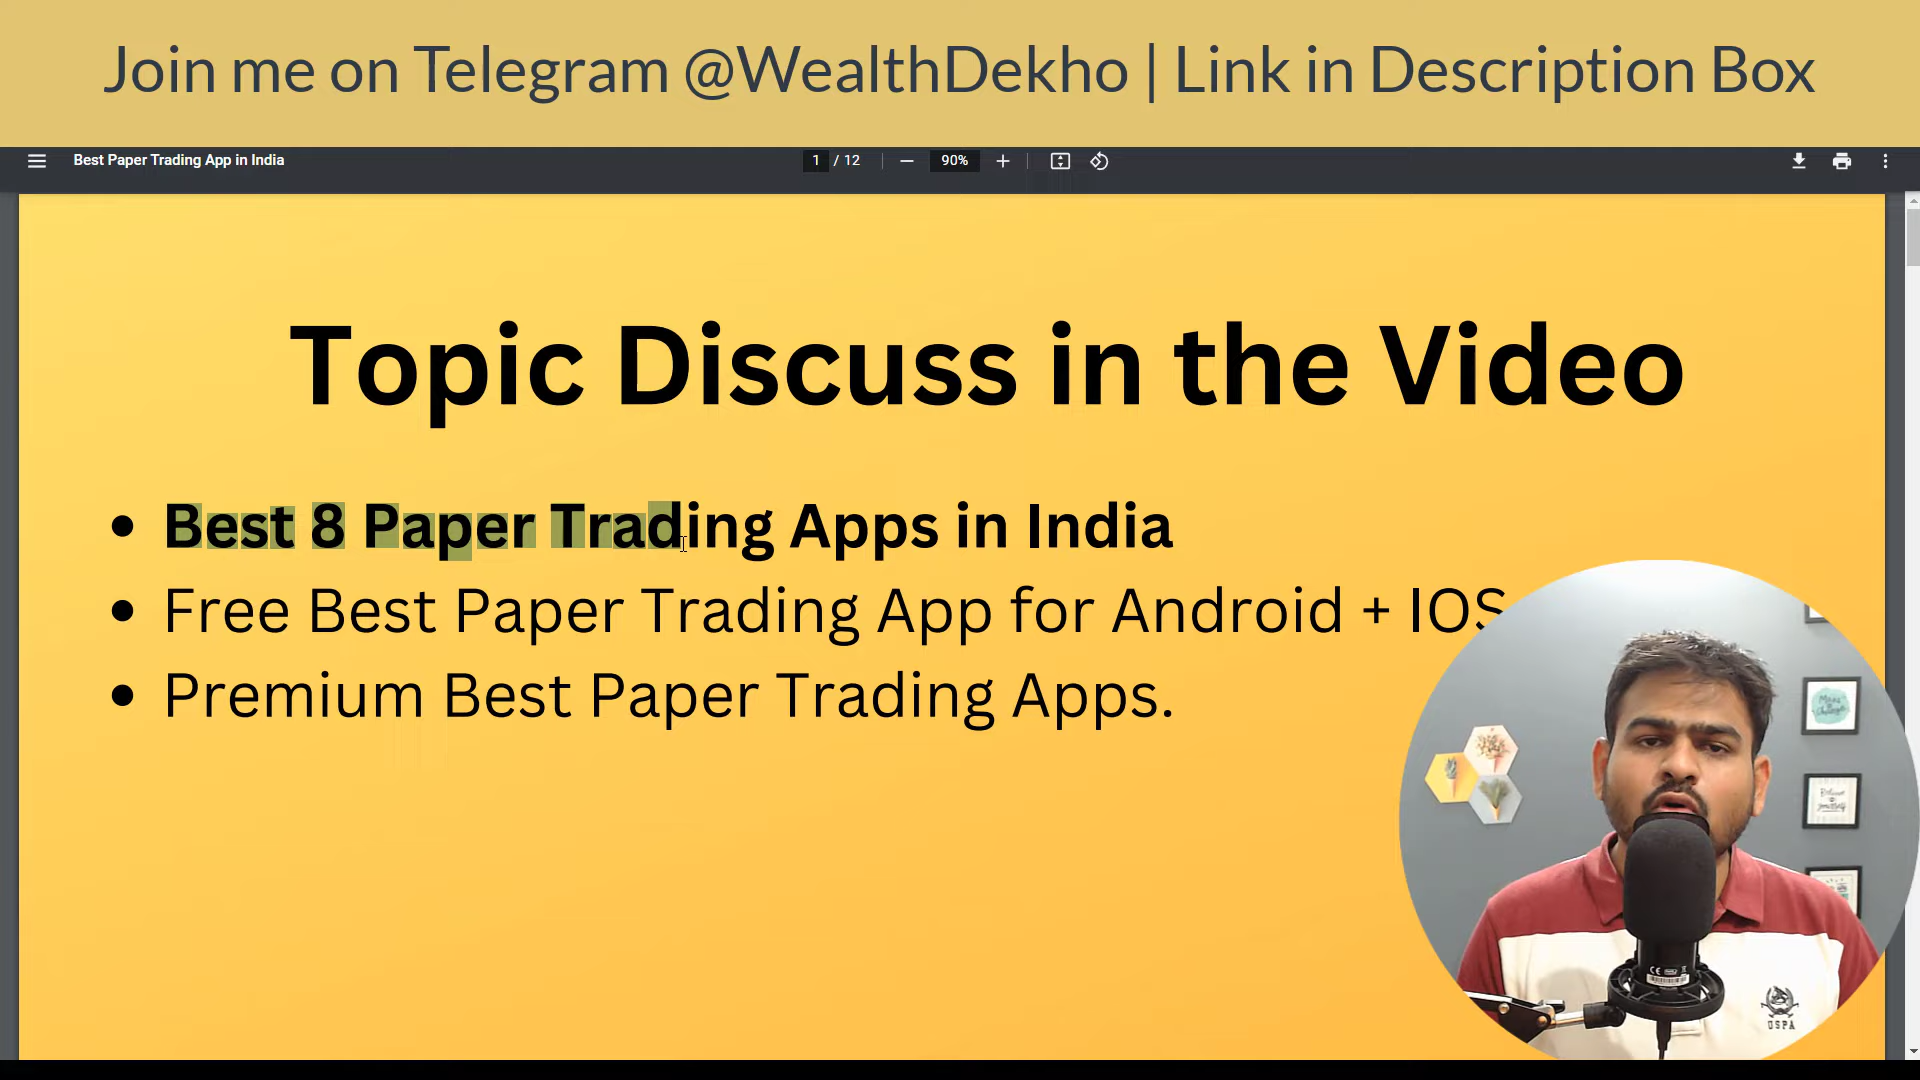 Join me on Telegram @WealthDekho | Link in Description Box
Best Paper Trading App in India
1 / 12
90%
Topic Discuss in the Video
• Best 8 Paper Trading Apps in India
• Free Best Paper Trading App for Android + IOS
• Premium Best Paper Trading Apps.
USPA